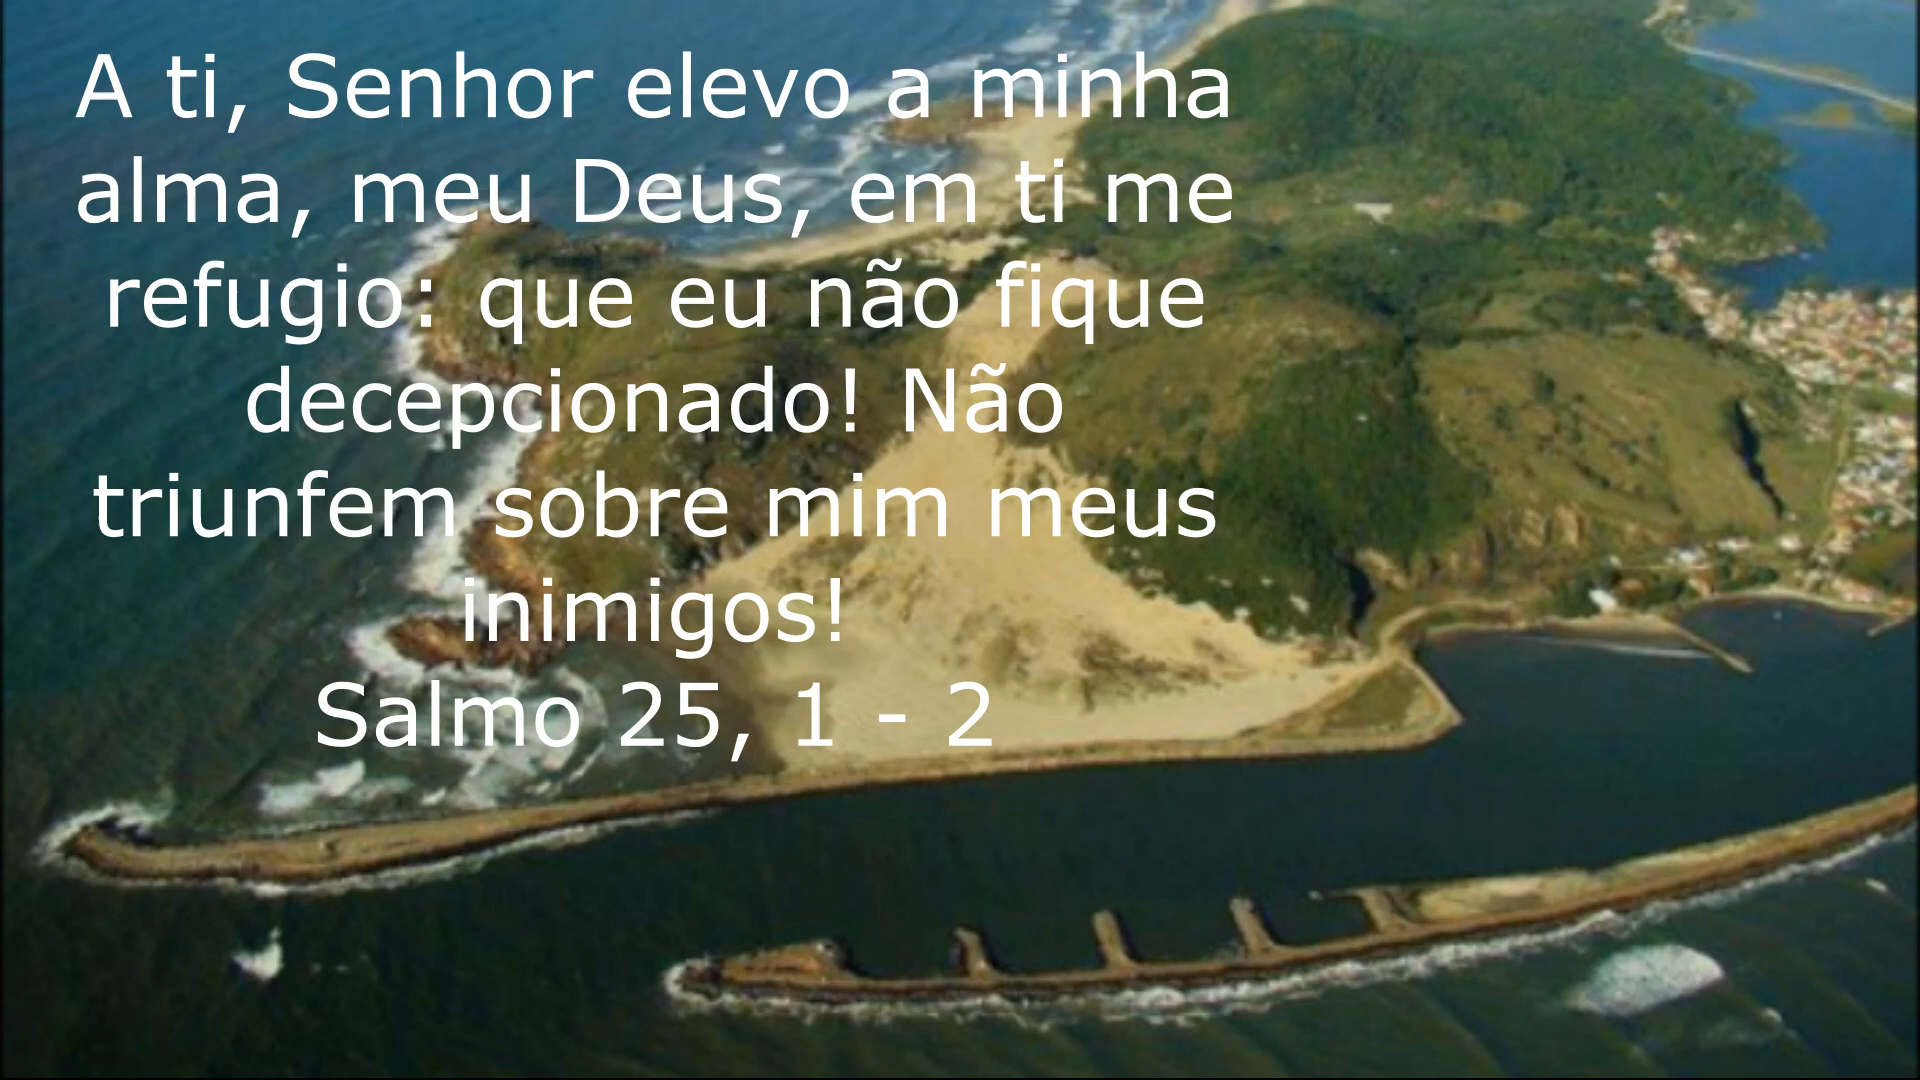 A ti, Senhor elevo a minha
alma, meu Deus, em ti me
refugio: que eu não fique
decepcionado! Não
triunfem sobre mim meus
inimigos!
Salmo 25, 1 - 2